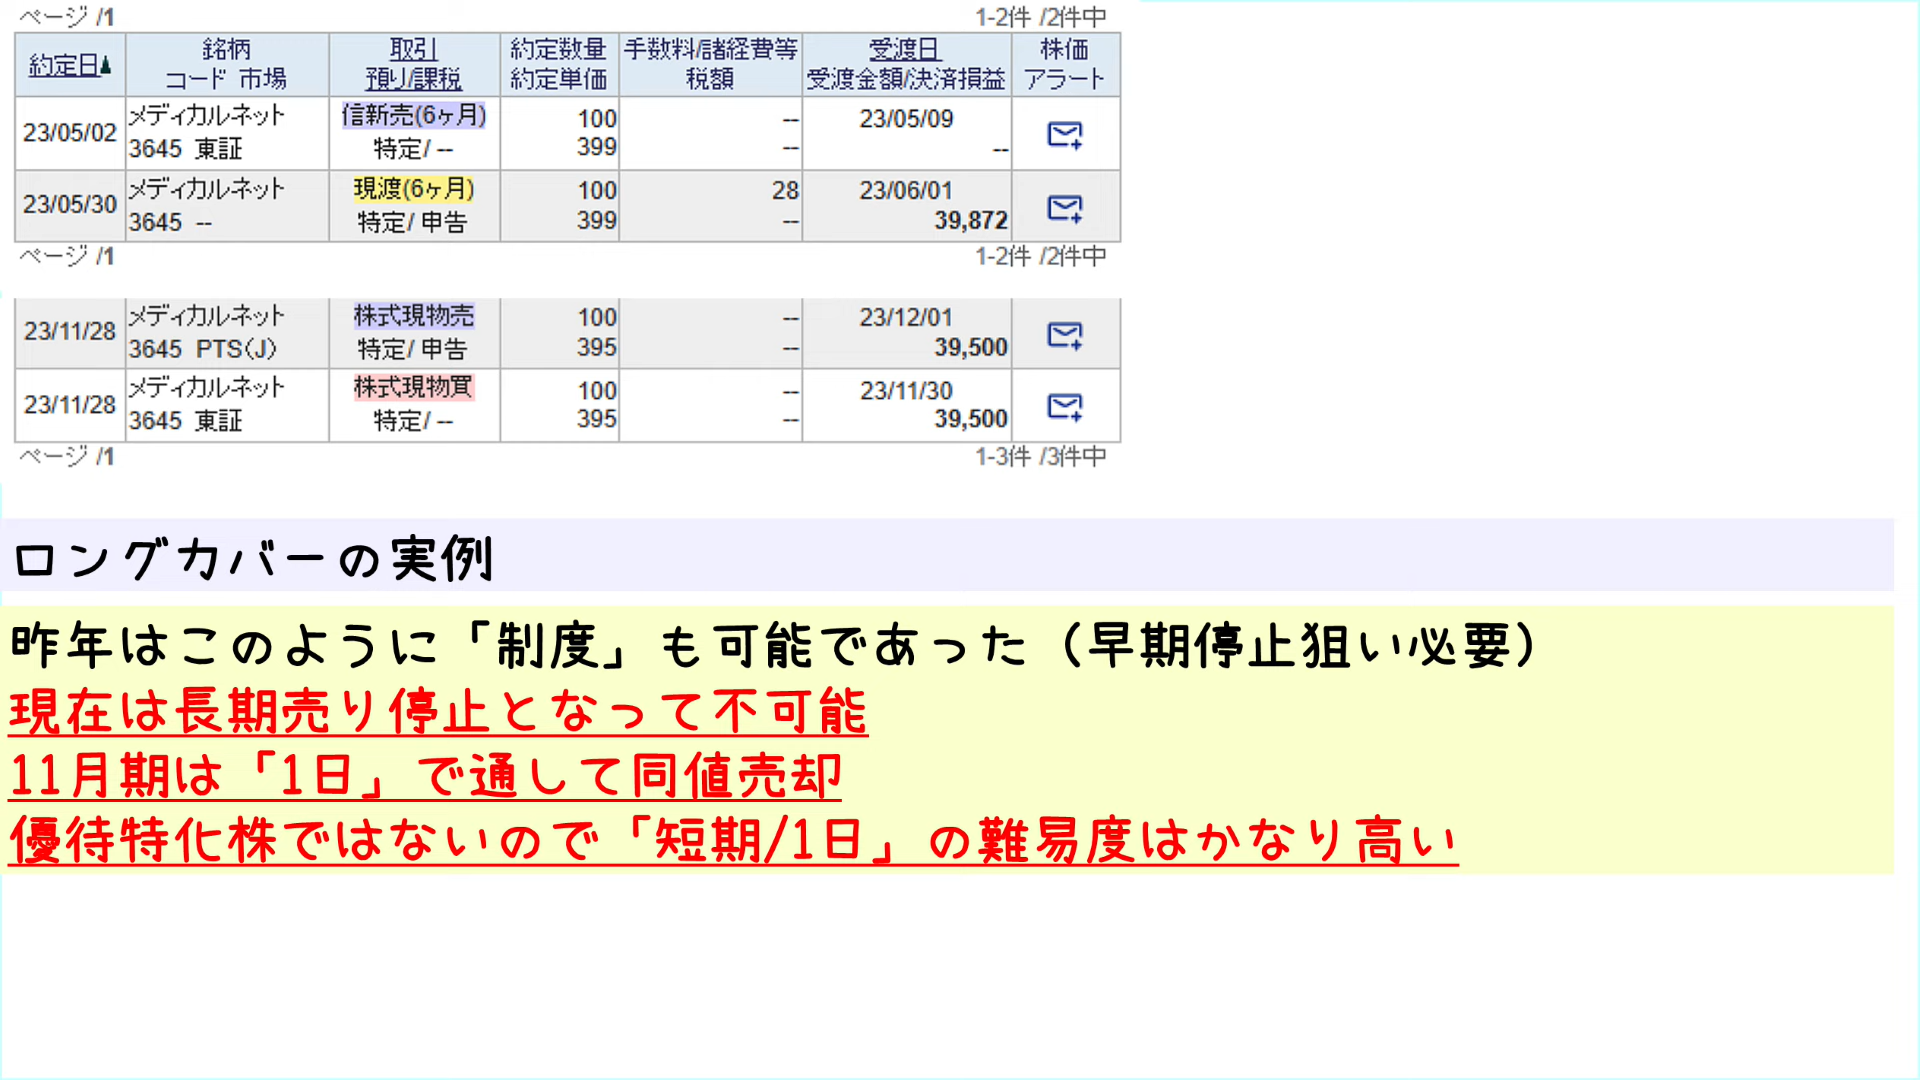 ページ /1 1-2件 /2件中
約定日▲ 銘柄 取引 約定数量 手数料/諸経費等 受渡日 株価
コード 市場 預り/課税 約定単価 税額 受渡金額/決済損益 アラート
23/05/02 メディカルネット 信新売(6ヶ月) 100 -- 23/05/09
3645 東証 特定/ -- 399 -- --
23/05/30 メディカルネット 現渡(6ヶ月) 100 28 23/06/01
3645 -- 特定/ 申告 399 -- 39,872
ページ /1 1-2件 /2件中
23/11/28 メディカルネット 株式現物売 100 -- 23/12/01
3645 PTS(J) 特定/ 申告 395 -- 39,500
23/11/28 メディカルネット 株式現物買 100 -- 23/11/30
3645 東証 特定/ -- 395 -- 39,500
ページ /1 1-3件 /3件中
ロングカバーの実例
昨年はこのように「制度」も可能であった（早期停止狙い必要）
現在は長期売り停止となって不可能
11月期は「1日」で通して同値売却
優待特化株ではないので「短期/1日」の難易度はかなり高い